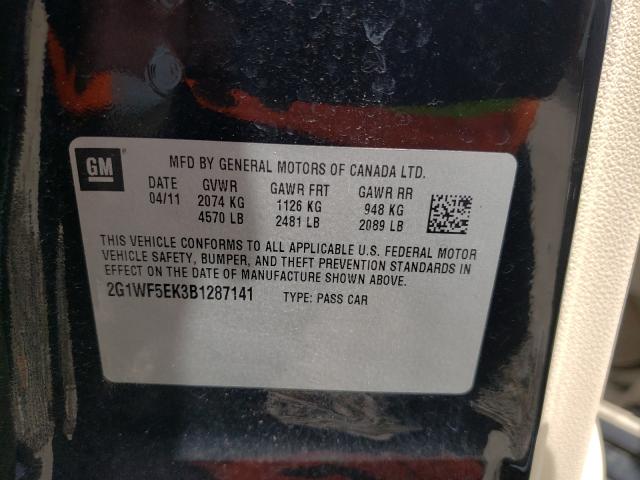 GM
MFD BY GENERAL MOTORS OF CANADA LTD.
DATE GVWR GAWR FRT GAWR RR
04/11 2074 KG 1126 KG 948 KG
4570 LB 2481 LB 2089 LB
THIS VEHICLE CONFORMS TO ALL APPLICABLE U.S. FEDERAL MOTOR
VEHICLE SAFETY, BUMPER, AND THEFT PREVENTION STANDARDS IN
EFFECT ON THE DATE OF MANUFACTURE SHOWN ABOVE.
2G1WF5EK3B1287141 TYPE: PASS CAR